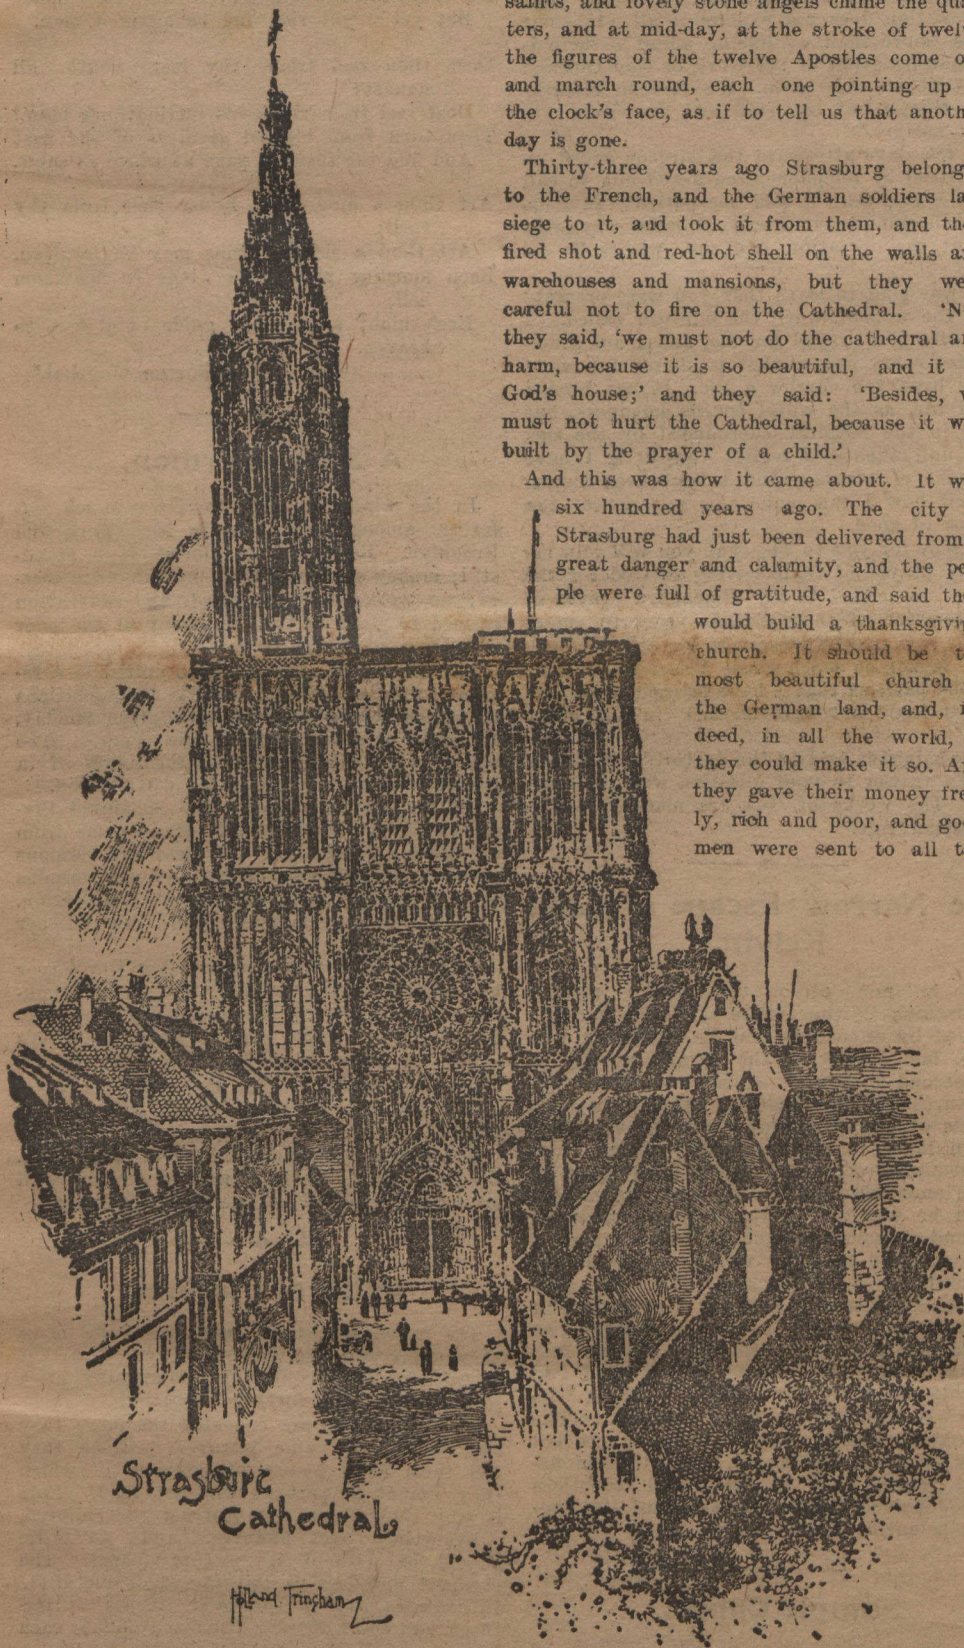 saints, and lovely stone angels chime the qua
ters, and at mid-day, at the stroke of twel
the figures of the twelve Apostles come o
and march round, each one pointing up
the clock's face, as if to tell us that anoth
day is gone.
Thirty-three years ago Strasburg belong
to the French, and the German soldiers la
siege to it, and took it from them, and the
fired shot and red-hot shell on the walls a
warehouses and mansions, but they we
careful not to fire on the Cathedral. 'N
they said, 'we must not do the cathedral a
harm, because it is so beautiful, and it
God's house;' and they said: 'Besides, w
must not hurt the Cathedral, because it w
built by the prayer of a child.'
And this was how it came about. It w
six hundred years ago. The city
Strasburg had just been delivered from
great danger and calamity, and the pe
ple were full of gratitude, and said the
would build a thanksgivi
church. It should be t
most beautiful church
the German land, and, i
deed, in all the world,
they could make it so. A
they gave their money fre
ly, rich and poor, and go
men were sent to all t
Strasburg
Cathedral
Holland Tringham